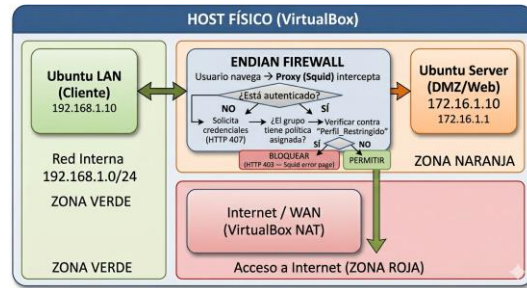 HOST FÍSICO (VirtualBox)
Ubuntu LAN
(Cliente)
192.168.1.10
Red Interna
192.168.1.0/24
ZONA VERDE
ZONA VERDE
ENDIAN FIREWALL
Usuario navega → Proxy (Squid) intercepta
¿Está autenticado?
NO
SÍ
Solicita
credenciales
(HTTP 407)
¿El grupo
tiene política
asignada?
Verificar contra
"Perfil_Restringido"
SÍ
NO
BLOQUEAR
(HTTP 403 — Squid error page)
PERMITIR
Ubuntu Server
(DMZ/Web)
172.16.1.10
172.16.1.1
ZONA NARANJA
Internet / WAN
(VirtualBox NAT)
Acceso a Internet (ZONA ROJA)